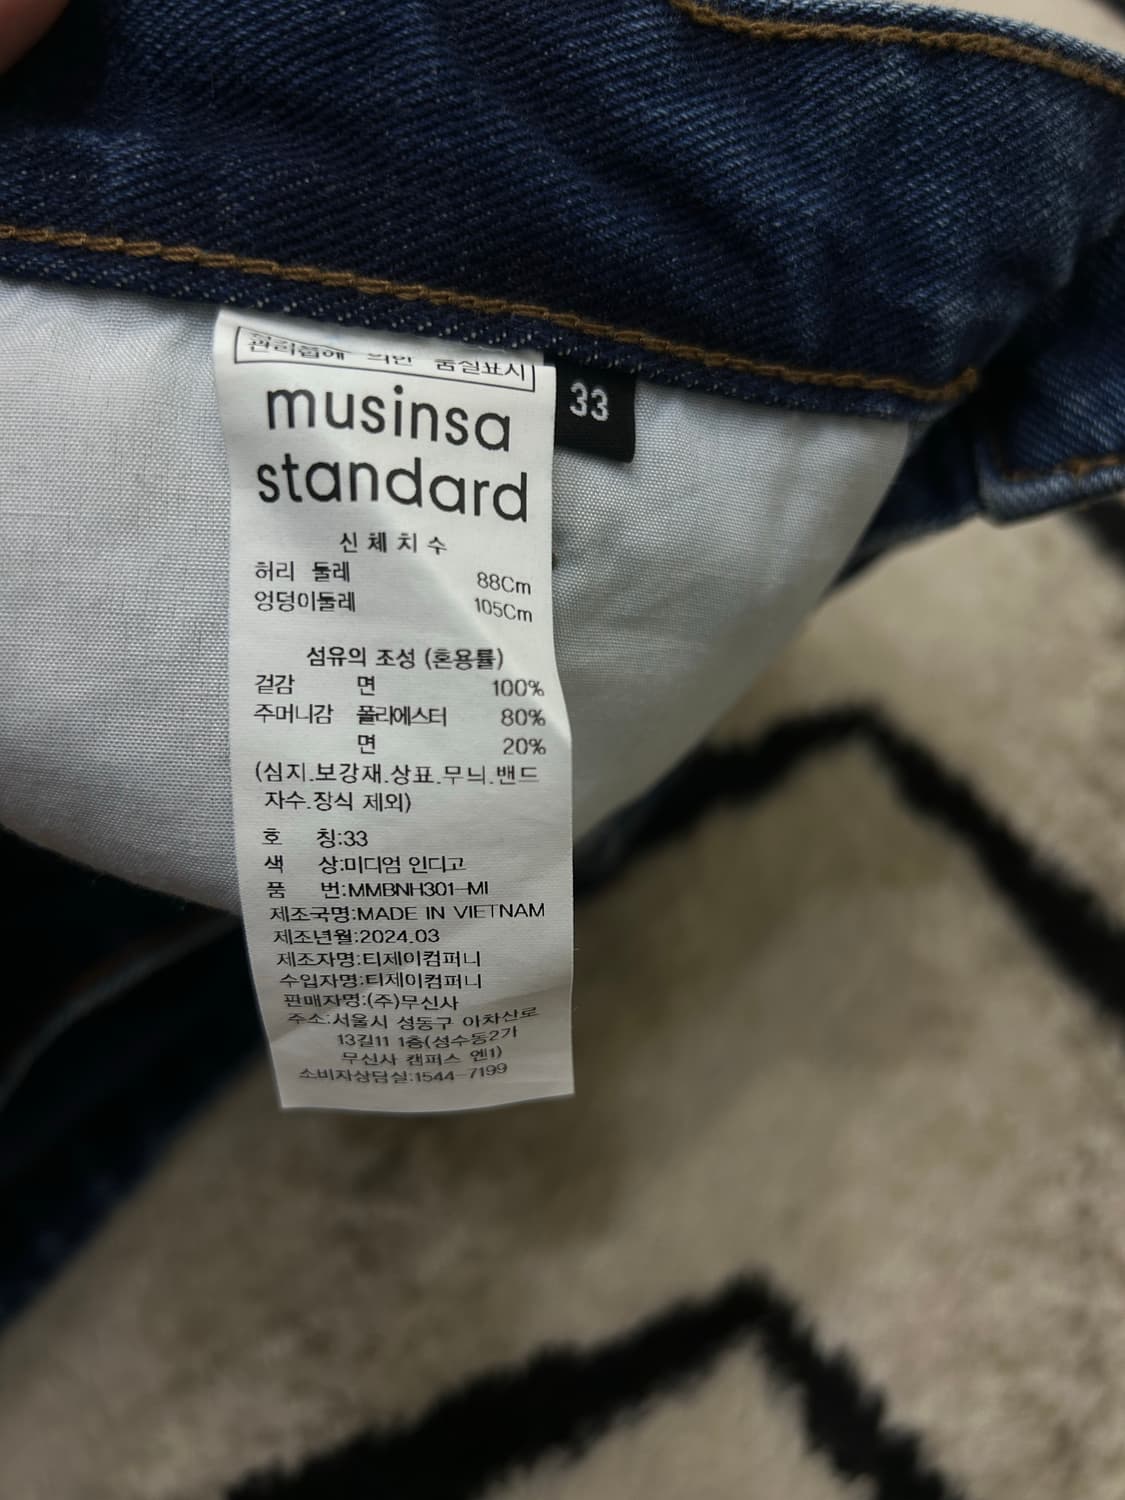 관리법에 의한 품질표시
musinsa
standard
33
신체치수
허리 둘레 88Cm
엉덩이둘레 105Cm
섬유의 조성 (혼용률)
겉감 면 100%
주머니감 폴리에스터 80%
면 20%
(심지.보강재.상표.무늬.밴드
자수.장식 제외)
호 칭:33
색 상:미디엄 인디고
품 번:MMBNH301-MI
제조국명:MADE IN VIETNAM
제조년월:2024.03
제조자명:티제이컴퍼니
수입자명:티제이컴퍼니
판매자명:(주)무신사
주소:서울시 성동구 아차산로
13길11 1층(성수동2가
무신사 캠퍼스 엔1)
소비자상담실:1544-7199